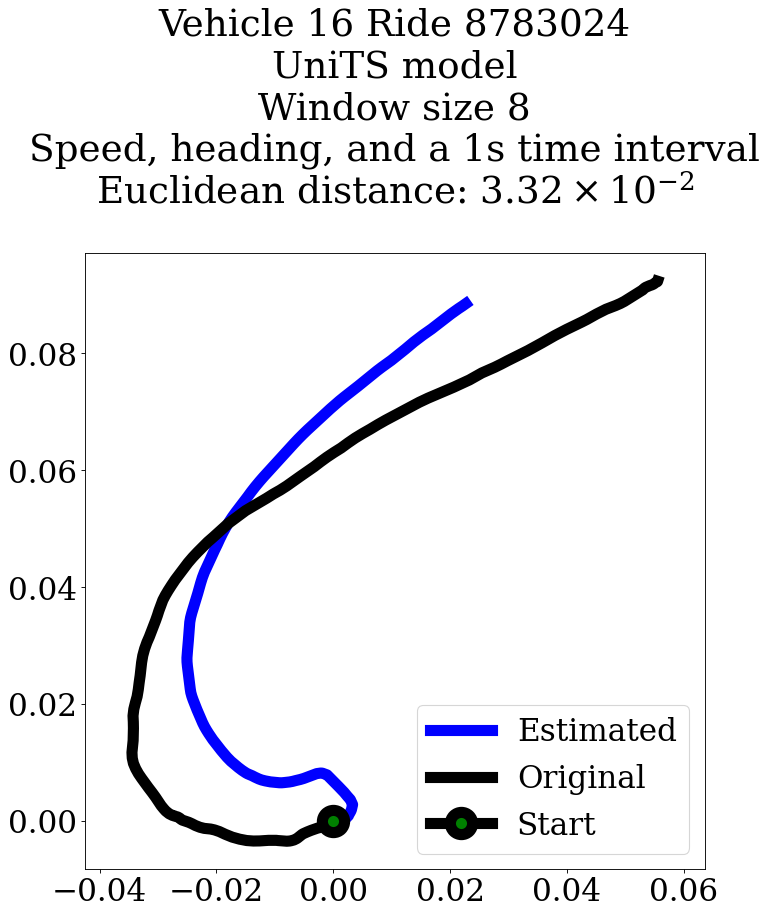 Vehicle 16 Ride 8783024
UniTS model
Window size 8
Speed, heading, and a 1s time interval
Euclidean distance: 3.32 × 10⁻²
0.08
0.06
0.04
0.02
0.00
Estimated
Original
Start
−0.04 −0.02 0.00 0.02 0.04 0.06